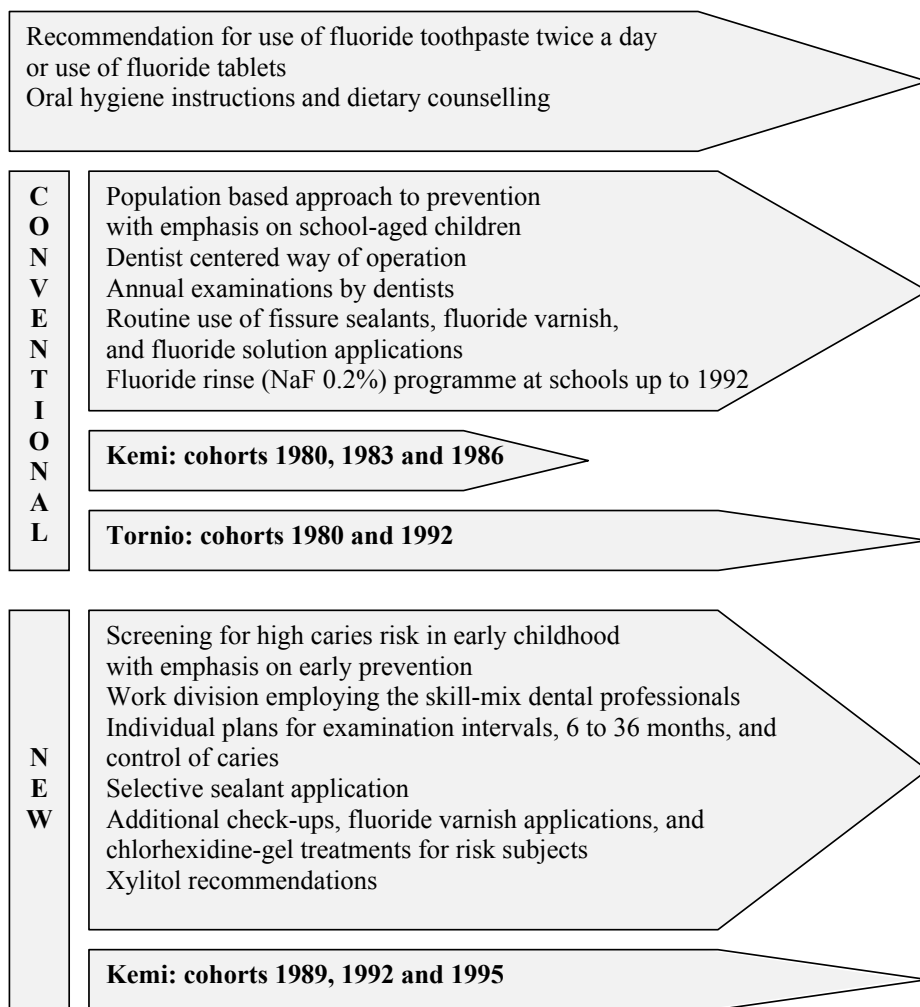 Recommendation for use of fluoride toothpaste twice a day
or use of fluoride tablets
Oral hygiene instructions and dietary counselling
C
O
N
V
E
N
T
I
O
N
A
L
Population based approach to prevention
with emphasis on school-aged children
Dentist centered way of operation
Annual examinations by dentists
Routine use of fissure sealants, fluoride varnish,
and fluoride solution applications
Fluoride rinse (NaF 0.2%) programme at schools up to 1992
Kemi: cohorts 1980, 1983 and 1986
Tornio: cohorts 1980 and 1992
N
E
W
Screening for high caries risk in early childhood
with emphasis on early prevention
Work division employing the skill-mix dental professionals
Individual plans for examination intervals, 6 to 36 months, and
control of caries
Selective sealant application
Additional check-ups, fluoride varnish applications, and
chlorhexidine-gel treatments for risk subjects
Xylitol recommendations
Kemi: cohorts 1989, 1992 and 1995